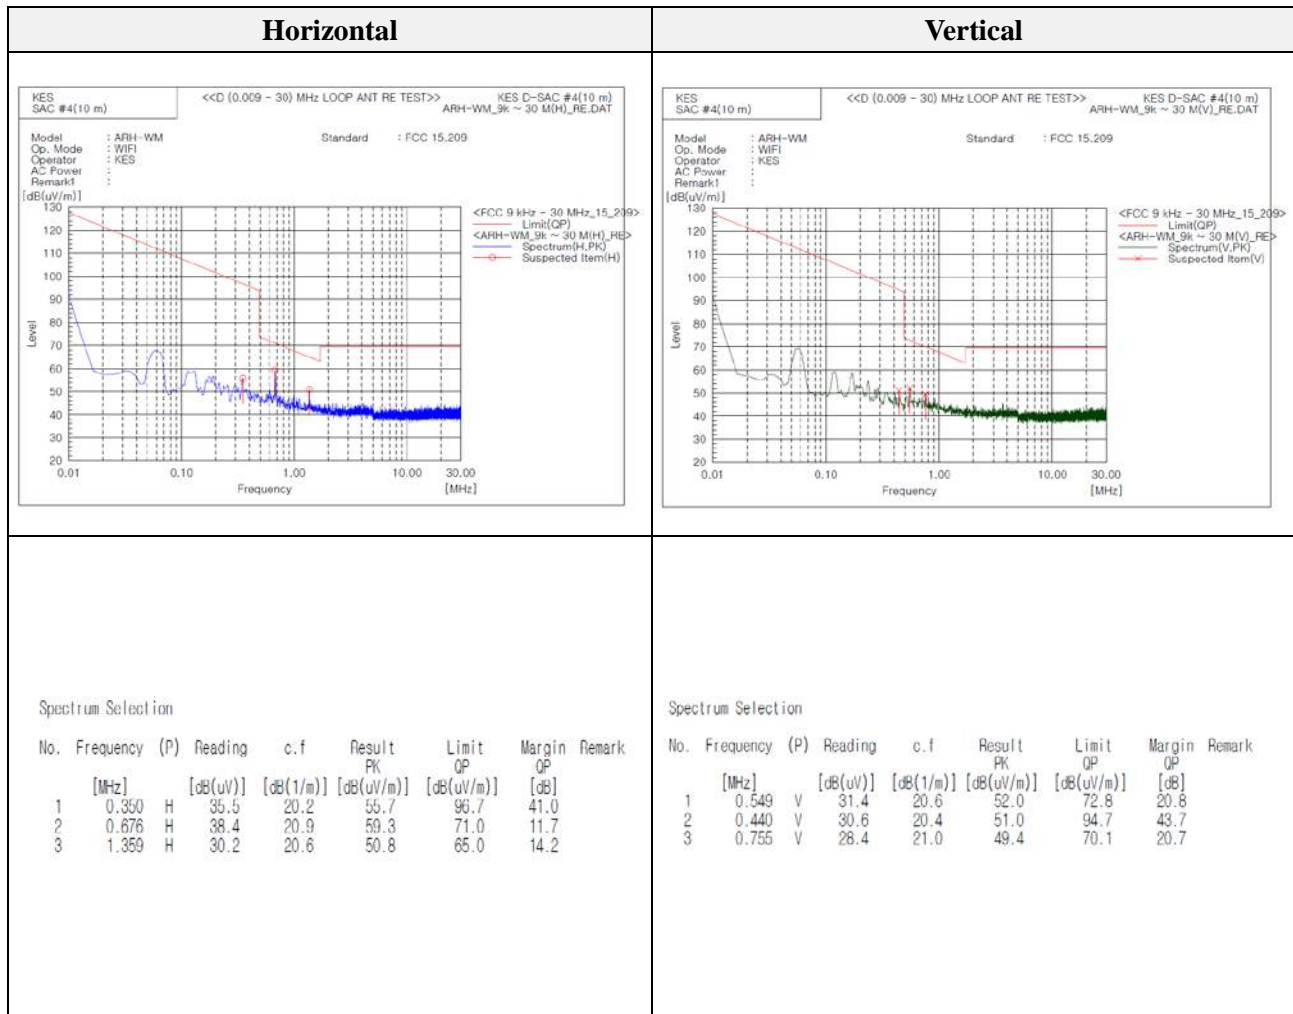 Horizontal
Vertical
KES
SAC #4(10 m)
<<D (0.009 - 30) MHz LOOP ANT RE TEST>>
KES D-SAC #4(10 m)
ARH-WM_9k ~ 30 M(H)_RE.DAT
Model : ARH-WM
Standard : FCC 15.209
Op. Mode : WIFI
Operator : KES
AC Power :
Remark1 :
[dB(uV/m)]
<FCC 9 kHz - 30 MHz_15_209>
Limit(QP)
<ARH-WM_9k ~ 30 M(H)_RE>
Spectrum(H,PK)
Suspected Item(H)
130
120
110
100
90
80
70
60
50
40
30
20
Level
0.01 0.10 1.00 10.00 30.00
Frequency [MHz]
KES
SAC #4(10 m)
<<D (0.009 - 30) MHz LOOP ANT RE TEST>>
KES D-SAC #4(10 m)
ARH-WM_9k ~ 30 M(V)_RE.DAT
Model : ARH-WM
Standard : FCC 15.209
Op. Mode : WIFI
Operator : KES
AC Power :
Remark1 :
[dB(uV/m)]
<FCC 9 kHz - 30 MHz_15_209>
Limit(QP)
<ARH-WM_9k ~ 30 M(V)_RE>
Spectrum(V,PK)
Suspected Item(V)
130
120
110
100
90
80
70
60
50
40
30
20
Level
0.01 0.10 1.00 10.00 30.00
Frequency [MHz]
Spectrum Selection
No. Frequency (P) Reading c.f Result Limit Margin Remark
PK QP QP
[MHz] [dB(uV)] [dB(1/m)] [dB(uV/m)] [dB(uV/m)] [dB]
1 0.350 H 35.5 20.2 55.7 96.7 41.0
2 0.676 H 38.4 20.9 59.3 71.0 11.7
3 1.359 H 30.2 20.6 50.8 65.0 14.2
Spectrum Selection
No. Frequency (P) Reading c.f Result Limit Margin Remark
PK QP QP
[MHz] [dB(uV)] [dB(1/m)] [dB(uV/m)] [dB(uV/m)] [dB]
1 0.549 V 31.4 20.6 52.0 72.8 20.8
2 0.440 V 30.6 20.4 51.0 94.7 43.7
3 0.755 V 28.4 21.0 49.4 70.1 20.7